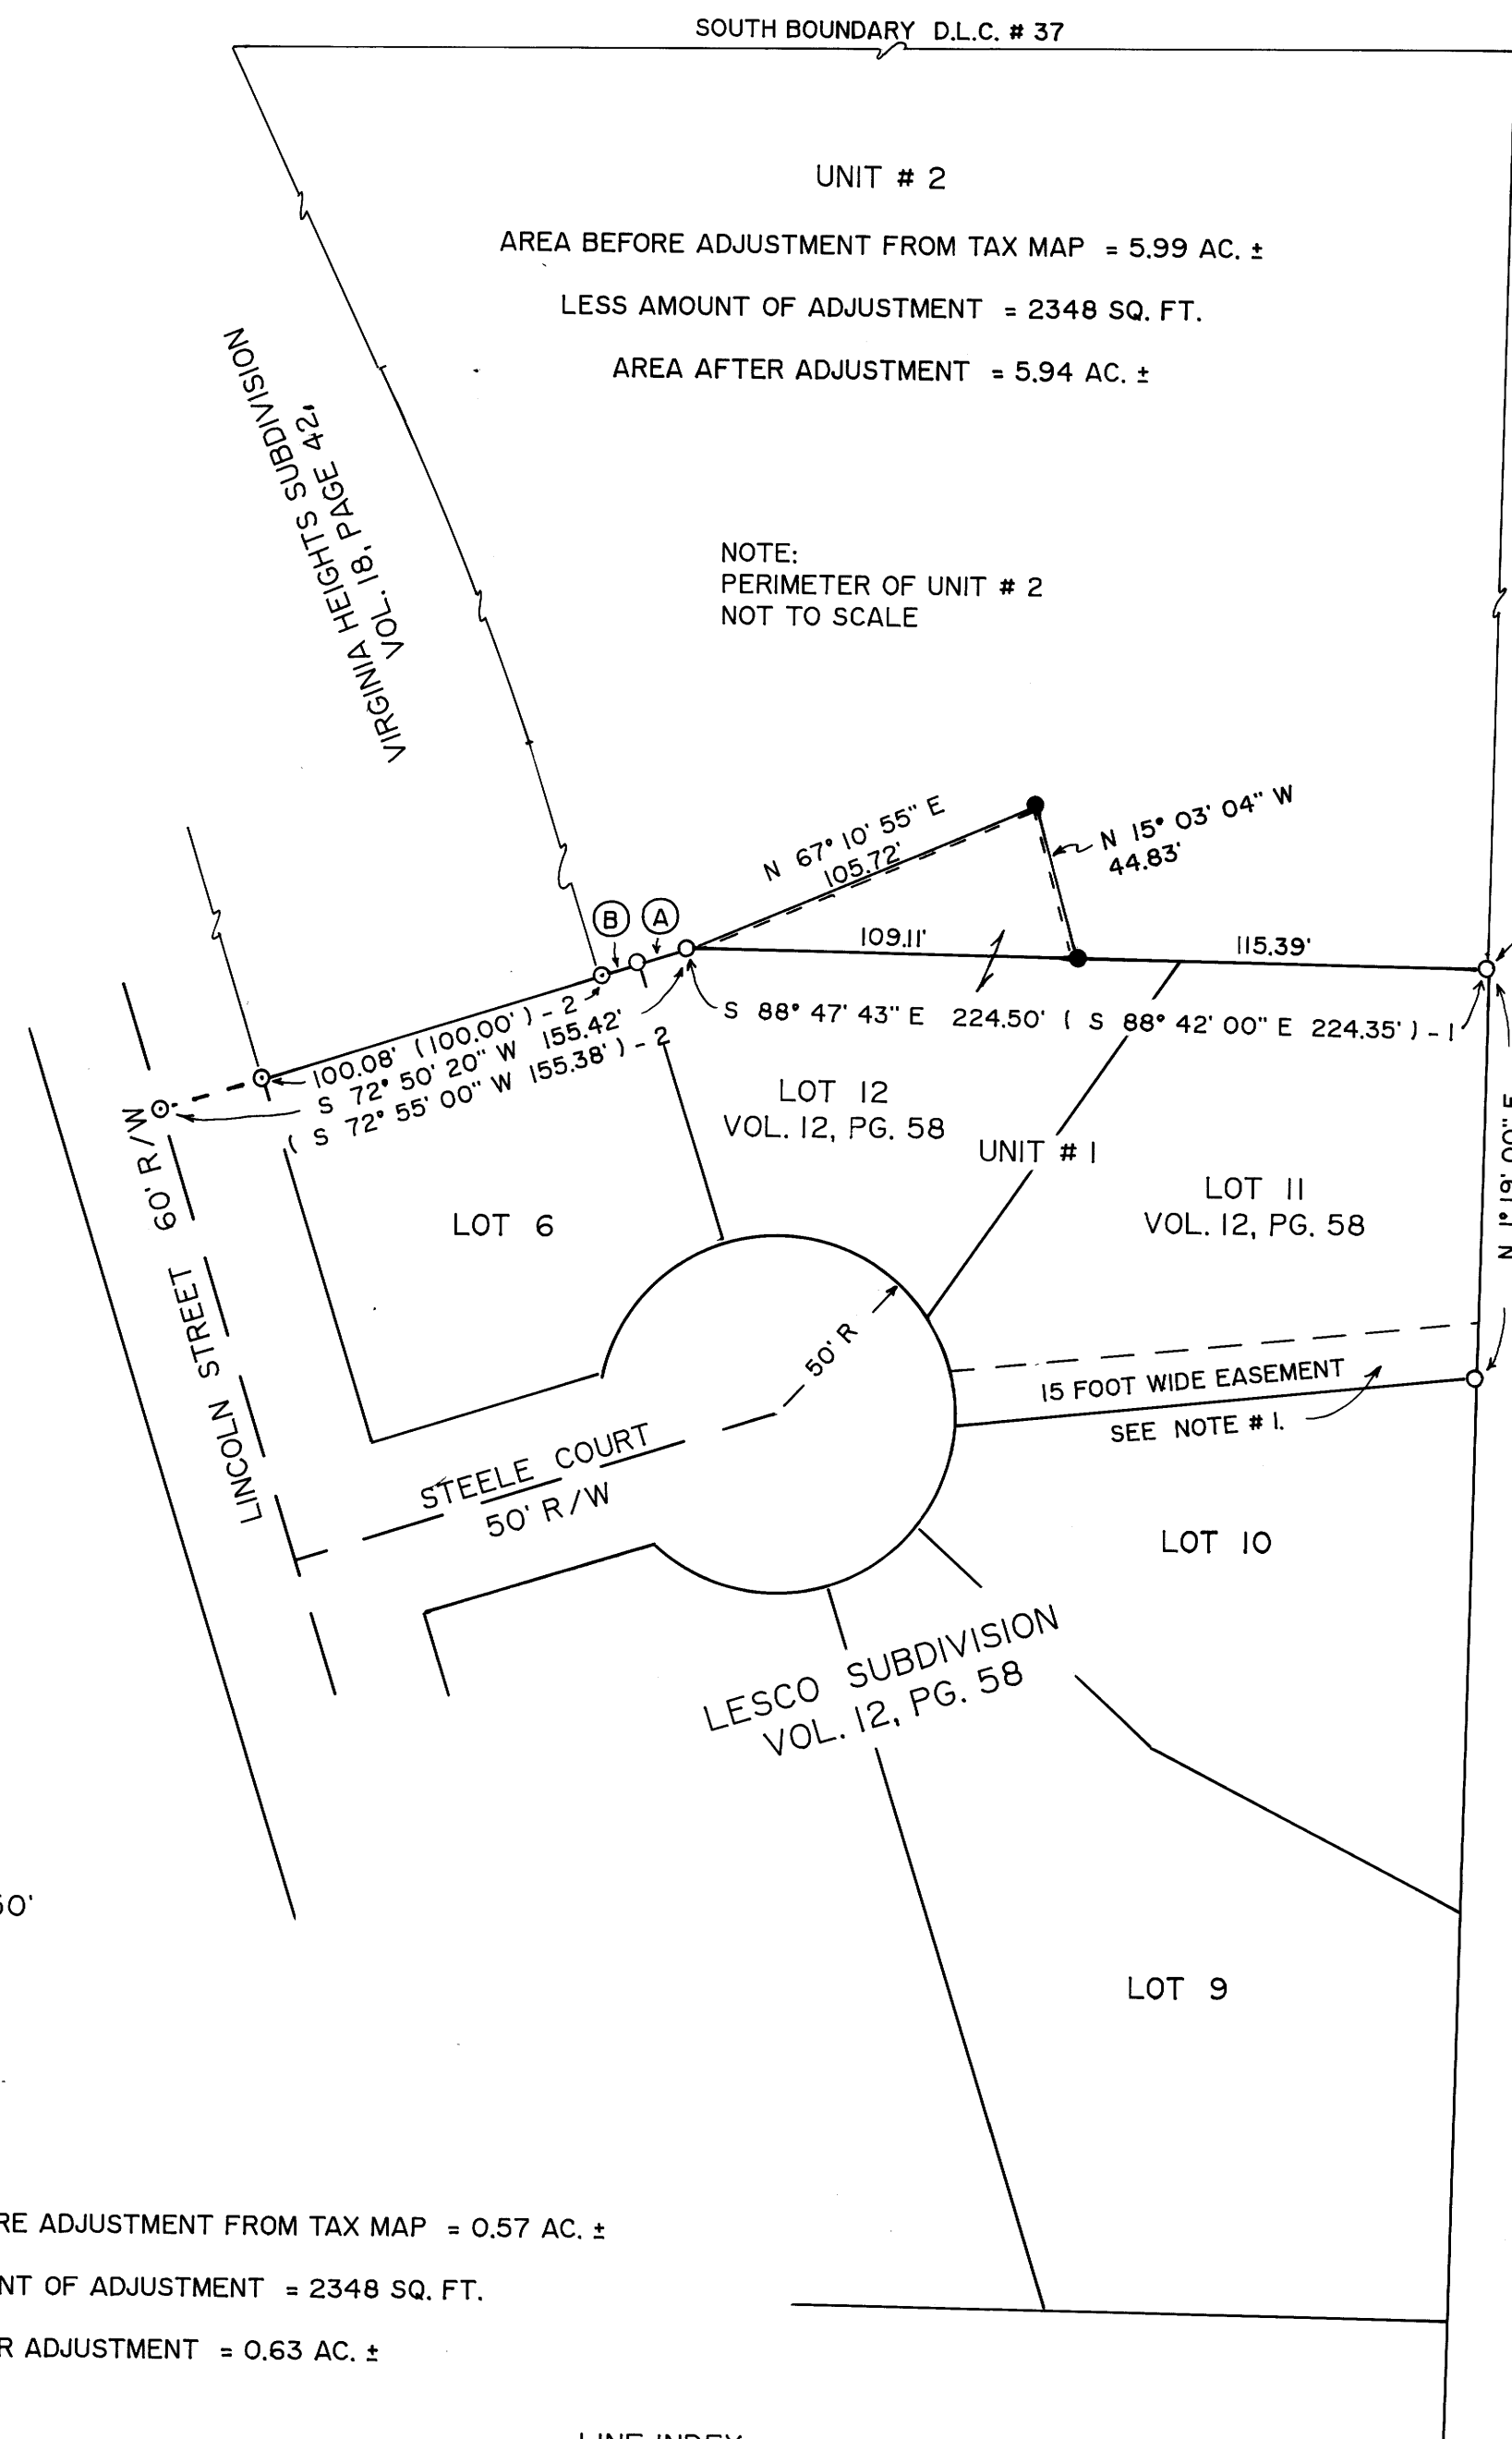 SOUTH BOUNDARY D.L.C. # 37
UNIT # 2
AREA BEFORE ADJUSTMENT FROM TAX MAP = 5.99 AC. ±
LESS AMOUNT OF ADJUSTMENT = 2348 SQ. FT.
AREA AFTER ADJUSTMENT = 5.94 AC. ±
VIRGINIA HEIGHTS SUBDIVISION
VOL. 18, PAGE 42,
NOTE:
PERIMETER OF UNIT # 2
NOT TO SCALE
N 67° 10' 55" E
105.72'
N 15° 03' 04" W
44.83'
B
A
109.11'
115.39'
S 88° 47' 43" E 224.50' ( S 88° 42' 00" E 224.35' ) - 1
100.08' (100.00') - 2
S 72° 50' 20" W 155.42'
( S 72° 55' 00" W 155.38' ) - 2
LOT 12
VOL. 12, PG. 58
UNIT # 1
LOT 11
VOL. 12, PG. 58
N 1° 19' 00" E
LOT 6
LINCOLN STREET 60' R/W
50' R
15 FOOT WIDE EASEMENT
SEE NOTE # 1.
STEELE COURT
50' R/W
LOT 10
LESCO SUBDIVISION
VOL. 12, PG. 58
LOT 9
RE ADJUSTMENT FROM TAX MAP = 0.57 AC. ±
NT OF ADJUSTMENT = 2348 SQ. FT.
R ADJUSTMENT = 0.63 AC. ±
LINE INDEX